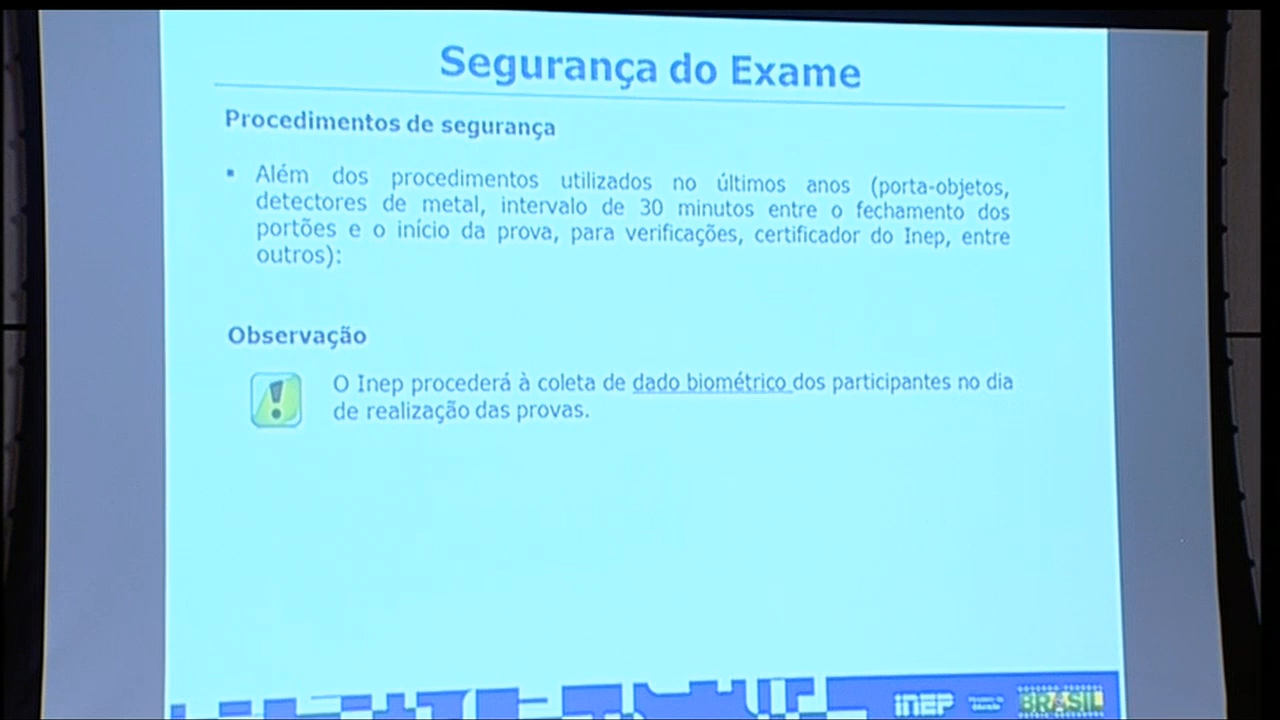 Segurança do Exame
Procedimentos de segurança
▪ Além dos procedimentos utilizados no últimos anos (porta-objetos,
detectores de metal, intervalo de 30 minutos entre o fechamento dos
portões e o início da prova, para verificações, certificador do Inep, entre
outros):
Observação
O Inep procederá à coleta de dado biométrico dos participantes no dia
de realização das provas.
INEP
BRASIL